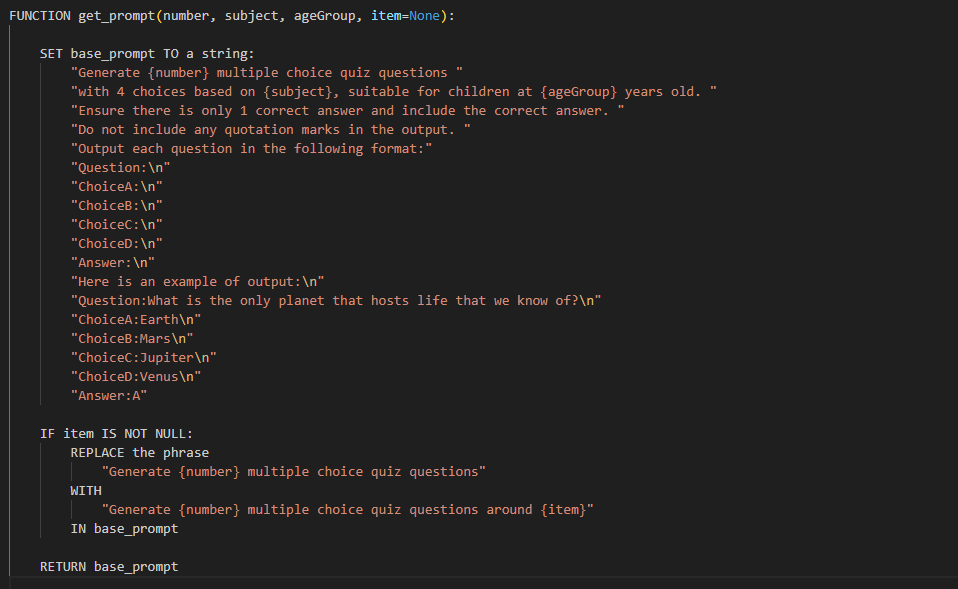 FUNCTION get_prompt(number, subject, ageGroup, item=None):
SET base_prompt TO a string:
"Generate {number} multiple choice quiz questions "
"with 4 choices based on {subject}, suitable for children at {ageGroup} years old. "
"Ensure there is only 1 correct answer and include the correct answer. "
"Do not include any quotation marks in the output. "
"Output each question in the following format:"
"Question:\n"
"ChoiceA:\n"
"ChoiceB:\n"
"ChoiceC:\n"
"ChoiceD:\n"
"Answer:\n"
"Here is an example of output:\n"
"Question:What is the only planet that hosts life that we know of?\n"
"ChoiceA:Earth\n"
"ChoiceB:Mars\n"
"ChoiceC:Jupiter\n"
"ChoiceD:Venus\n"
"Answer:A"
IF item IS NOT NULL:
REPLACE the phrase
"Generate {number} multiple choice quiz questions"
WITH
"Generate {number} multiple choice quiz questions around {item}"
IN base_prompt
RETURN base_prompt